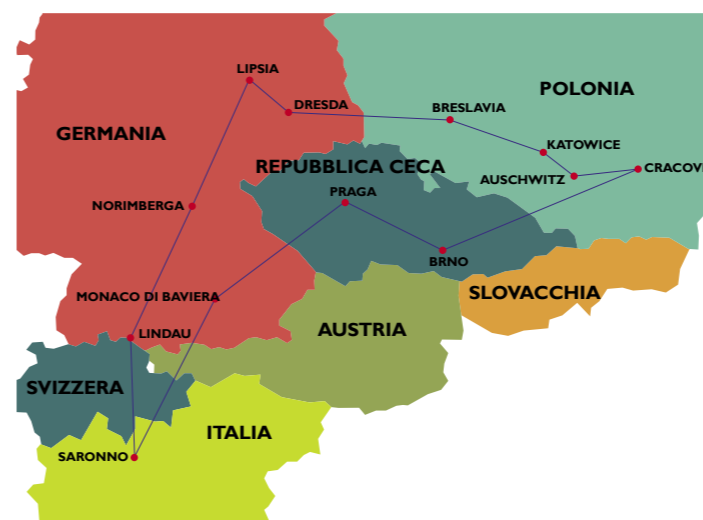 LIPSIA
POLONIA
DRESDA
BRESLAVIA
GERMANIA
KATOWICE
REPUBBLICA CECA
CRACOVI
AUSCHWITZ
PRAGA
NORIMBERGA
BRNO
SLOVACCHIA
MONACO DI BAVIERA
AUSTRIA
LINDAU
SVIZZERA
ITALIA
SARONNO